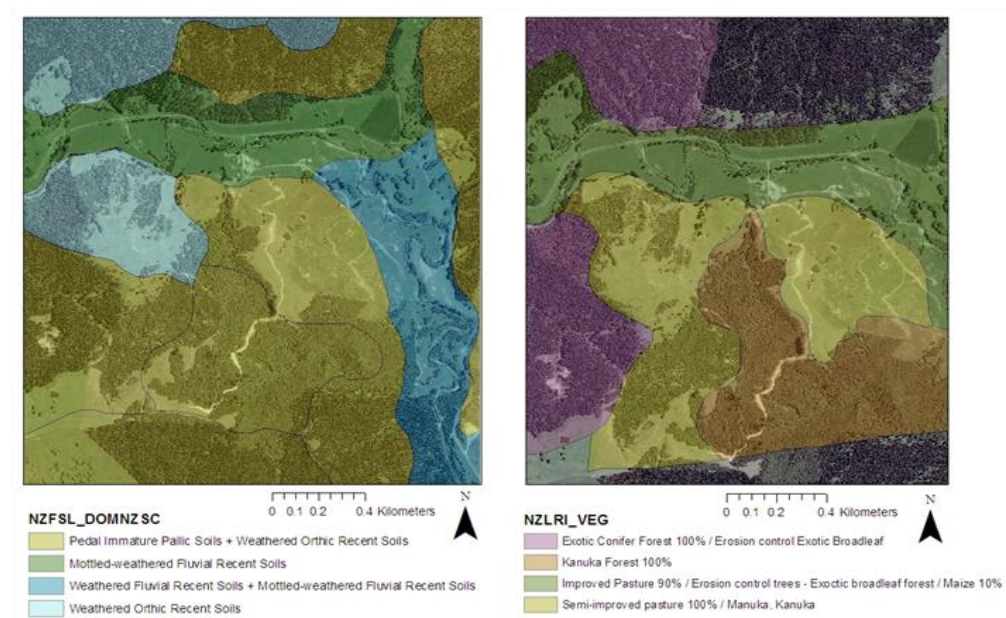 N
0 0.1 0.2 0.4 Kilometers
NZFSL_DOMNZSC
Pedal Immature Pallic Soils + Weathered Orthic Recent Soils
Mottled-weathered Fluvial Recent Soils
Weathered Fluvial Recent Soils + Mottled-weathered Fluvial Recent Soils
Weathered Orthic Recent Soils
N
0 0.1 0.2 0.4 Kilometers
NZLRI_VEG
Exotic Conifer Forest 100% / Erosion control Exotic Broadleaf
Kanuka Forest 100%
Improved Pasture 90% / Erosion control trees - Exoctic broadleaf forest / Maize 10%
Semi-improved pasture 100% / Manuka, Kanuka